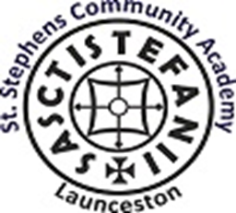 St. Stephens Community Academy
SASCTISTEFANII
Launceston